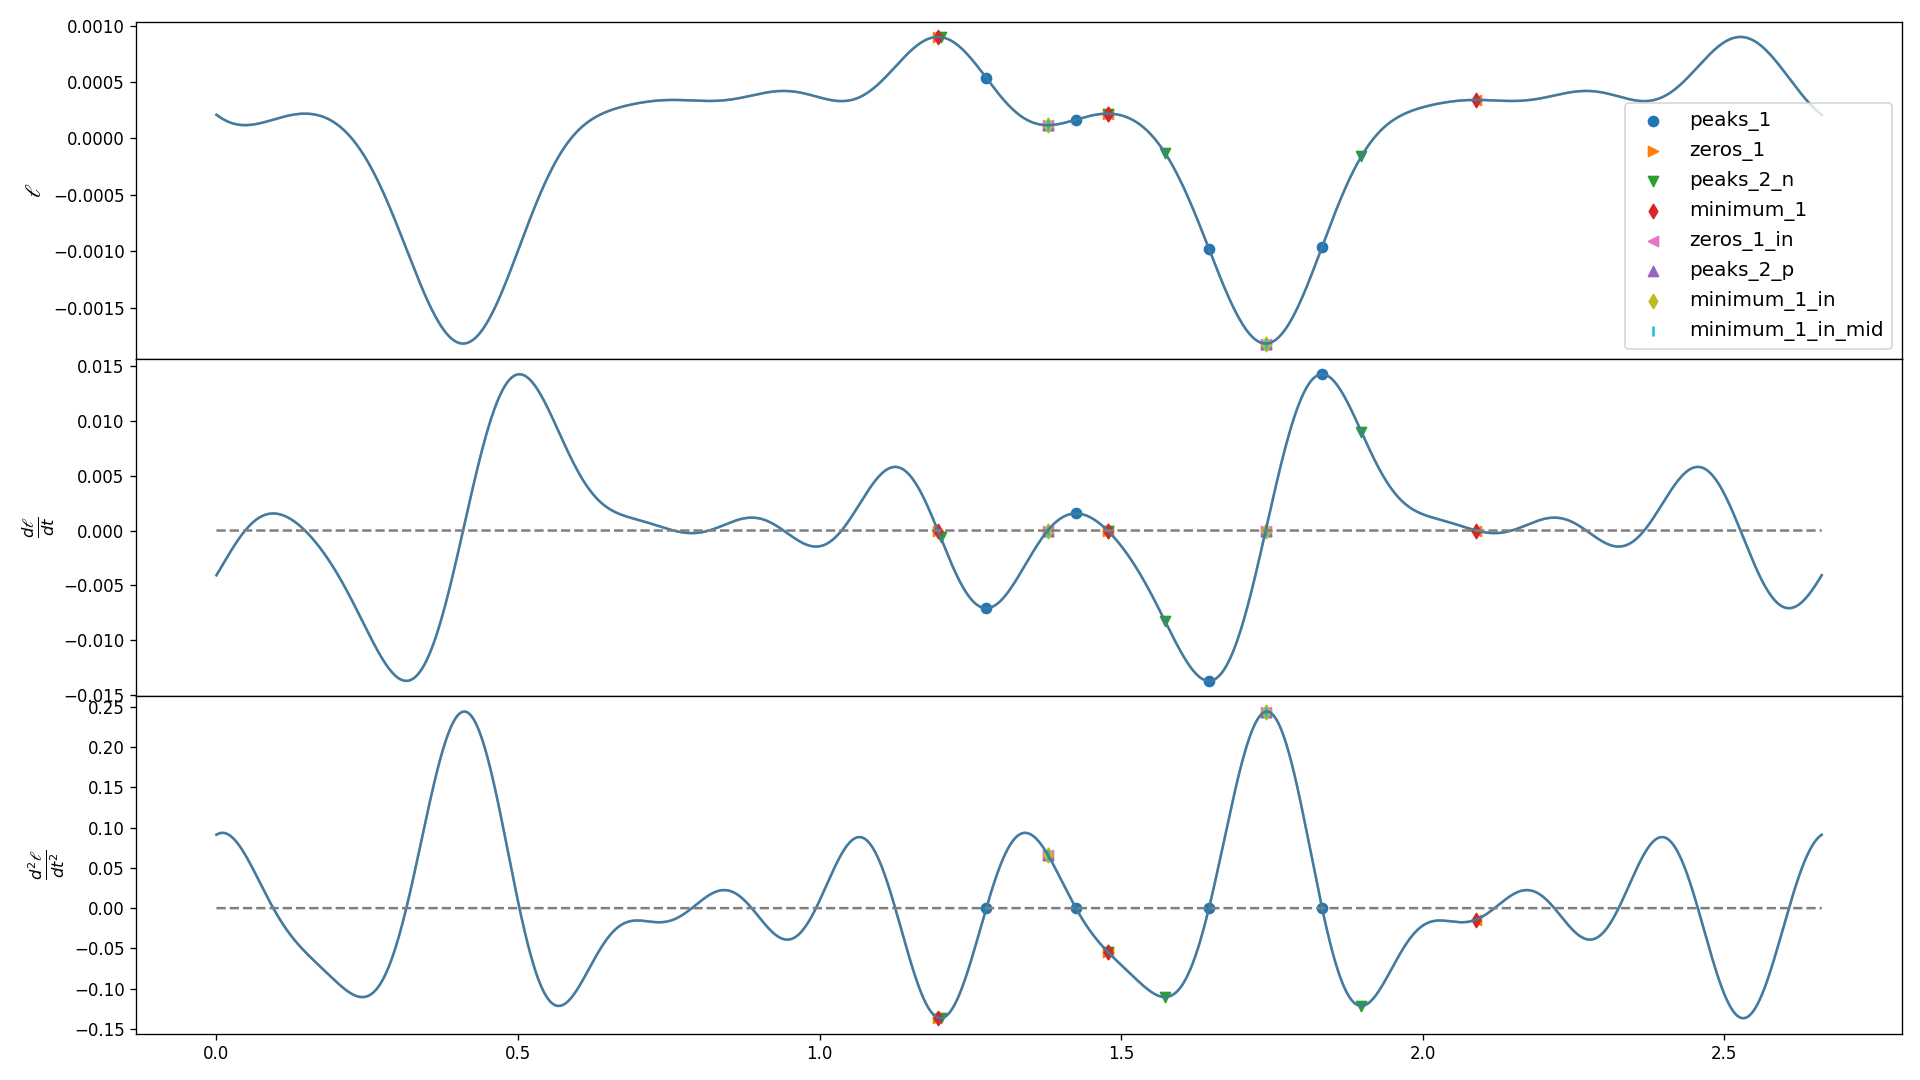 0.0010
0.0005
0.0000
−0.0005
−0.0010
−0.0015
ℓ
peaks_1
zeros_1
peaks_2_n
minimum_1
zeros_1_in
peaks_2_p
minimum_1_in
minimum_1_in_mid
0.015
0.010
0.005
0.000
−0.005
−0.010
−0.015
dℓ
dt
0.25
0.20
0.15
0.10
0.05
0.00
−0.05
−0.10
−0.15
d²ℓ
dt²
0.0 0.5 1.0 1.5 2.0 2.5